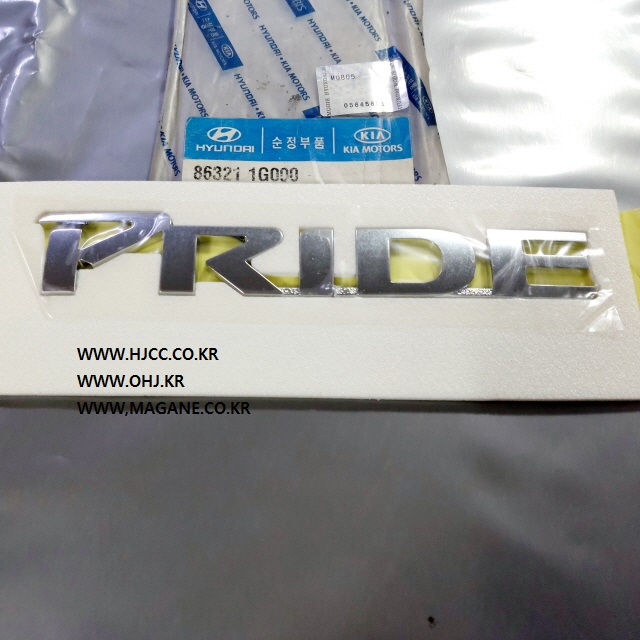 HYUNDAI · KIA MOTORS
M0805
HYUNDAI
순정부품
KIA
KIA MOTORS
86321 1G000
PRIDE
WWW.HJCC.CO.KR
WWW.OHJ.KR
WWW,MAGANE.CO.KR